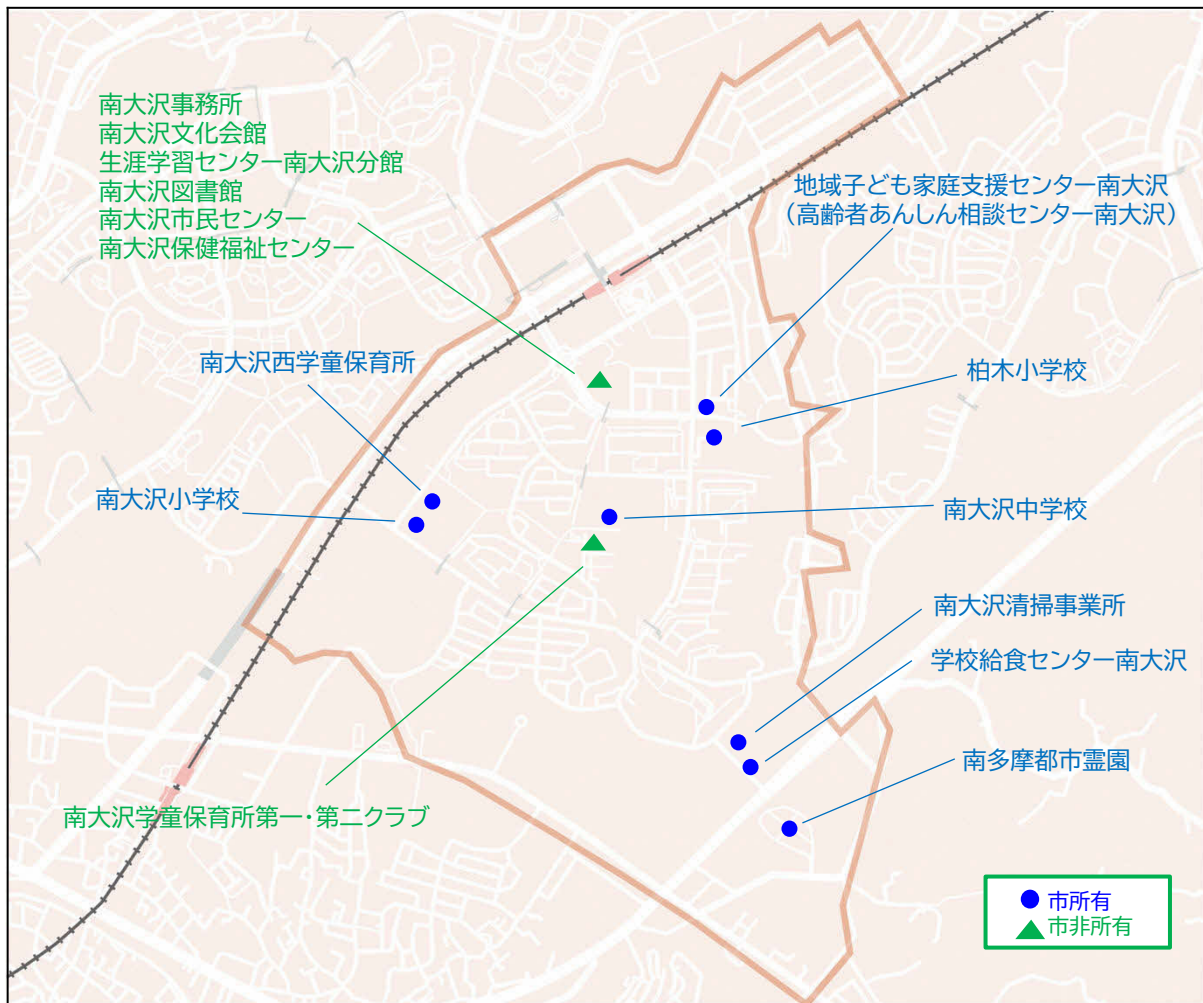 南大沢事務所
南大沢文化会館
生涯学習センター南大沢分館
南大沢図書館
南大沢市民センター
南大沢保健福祉センター
地域子ども家庭支援センター南大沢
（高齢者あんしん相談センター南大沢）
南大沢西学童保育所
柏木小学校
南大沢小学校
南大沢中学校
南大沢清掃事業所
学校給食センター南大沢
南多摩都市霊園
南大沢学童保育所第一・第二クラブ
市所有
市非所有